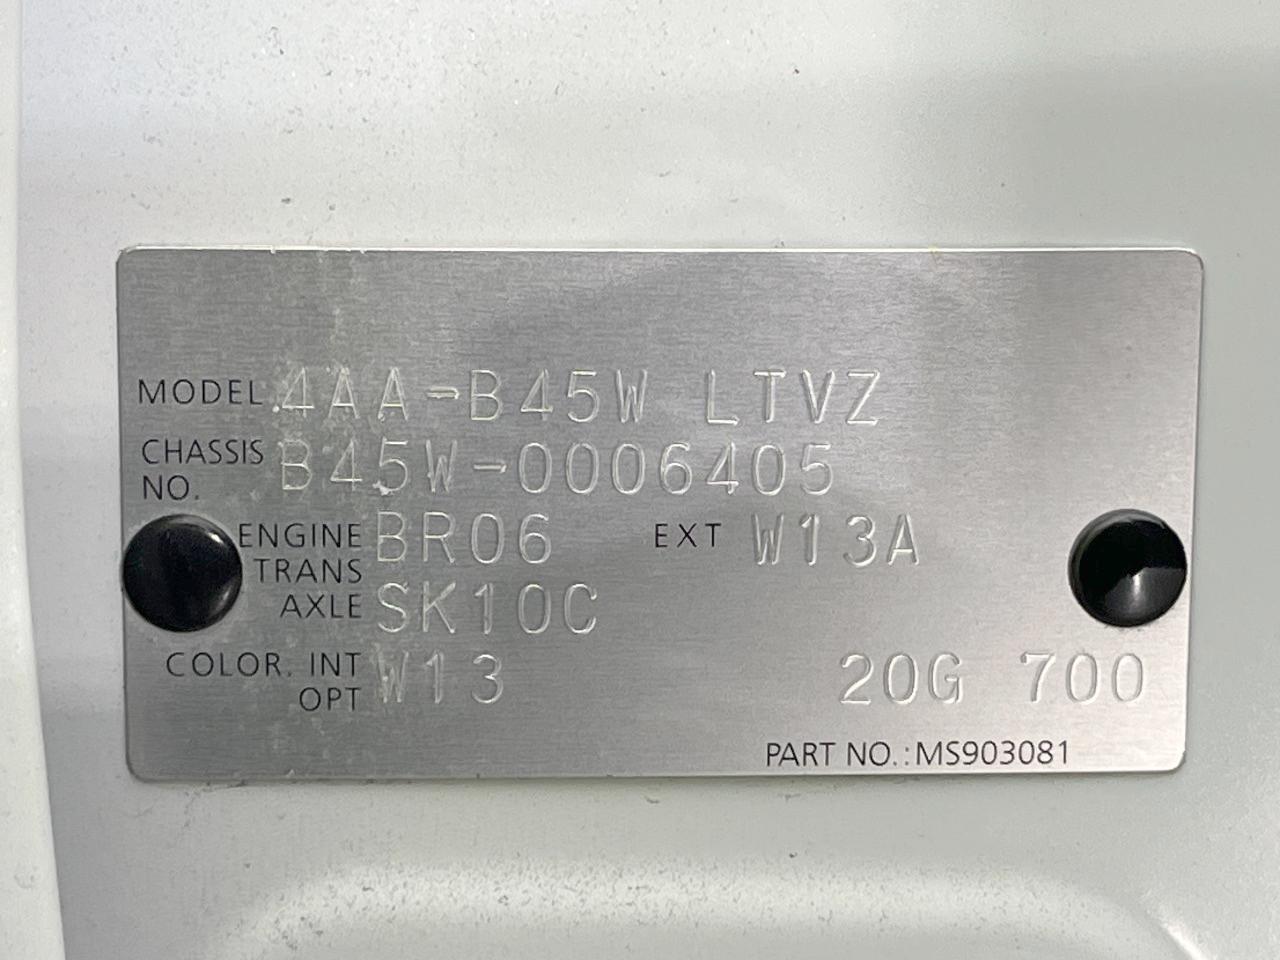 MODEL 4AA-B45W LTVZ
CHASSIS NO. B45W-0006405
ENGINE BR06 EXT W13A
TRANS AXLE SK10C
COLOR, INT OPT W13 20G 700
PART NO.:MS903081